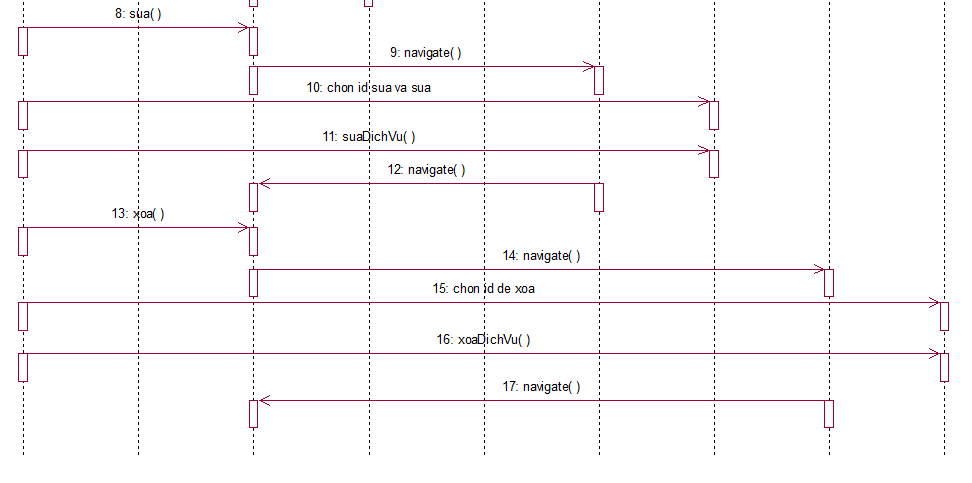 8: sua( )
9: navigate( )
10: chon id sua va sua
11: suaDichVu( )
12: navigate( )
13: xoa( )
14: navigate( )
15: chon id de xoa
16: xoaDichVu( )
17: navigate( )